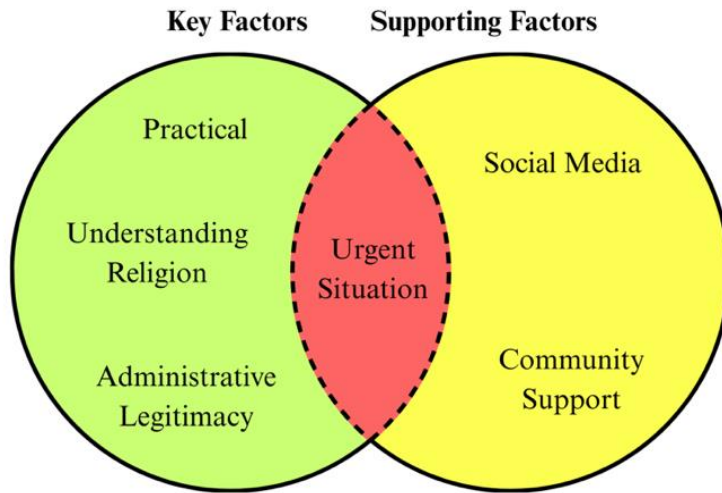 Key Factors
Supporting Factors
Practical
Understanding
Religion
Administrative
Legitimacy
Urgent
Situation
Social Media
Community
Support